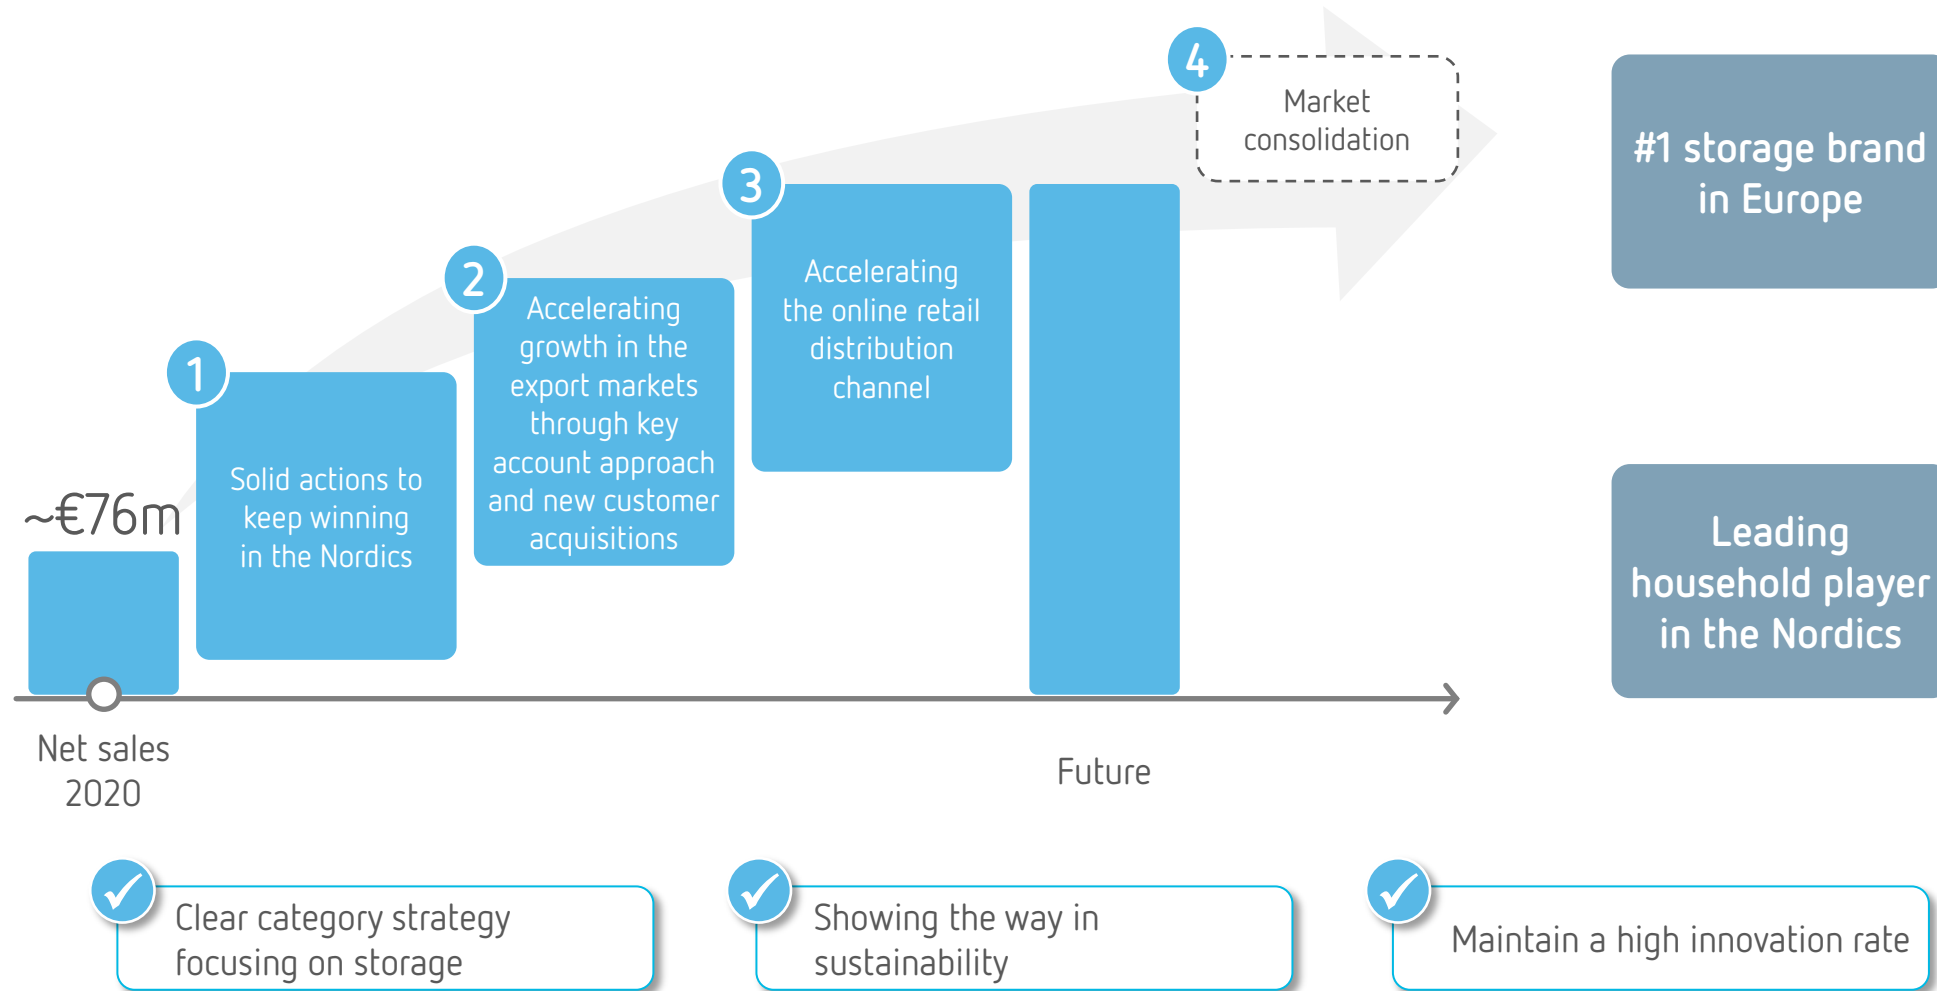 4
Market
consolidation
#1 storage brand
in Europe
3
Accelerating
the online retail
distribution
channel
2
Accelerating
growth in the
export markets
through key
account approach
and new customer
acquisitions
1
Solid actions to
keep winning
in the Nordics
~€76m
Leading
household player
in the Nordics
Net sales
2020
Future
Clear category strategy
focusing on storage
Showing the way in
sustainability
Maintain a high innovation rate